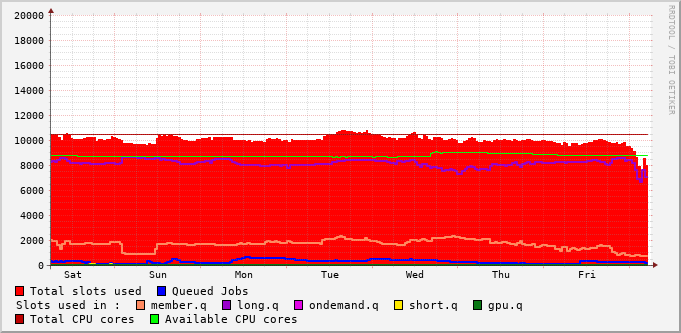 20000
18000
16000
14000
12000
10000
8000
6000
4000
2000
0
Sat Sun Mon Tue Wed Thu Fri
Total slots used Queued Jobs
Slots used in : member.q long.q ondemand.q short.q gpu.q
Total CPU cores Available CPU cores
RRDTOOL / TOBI OETIKER